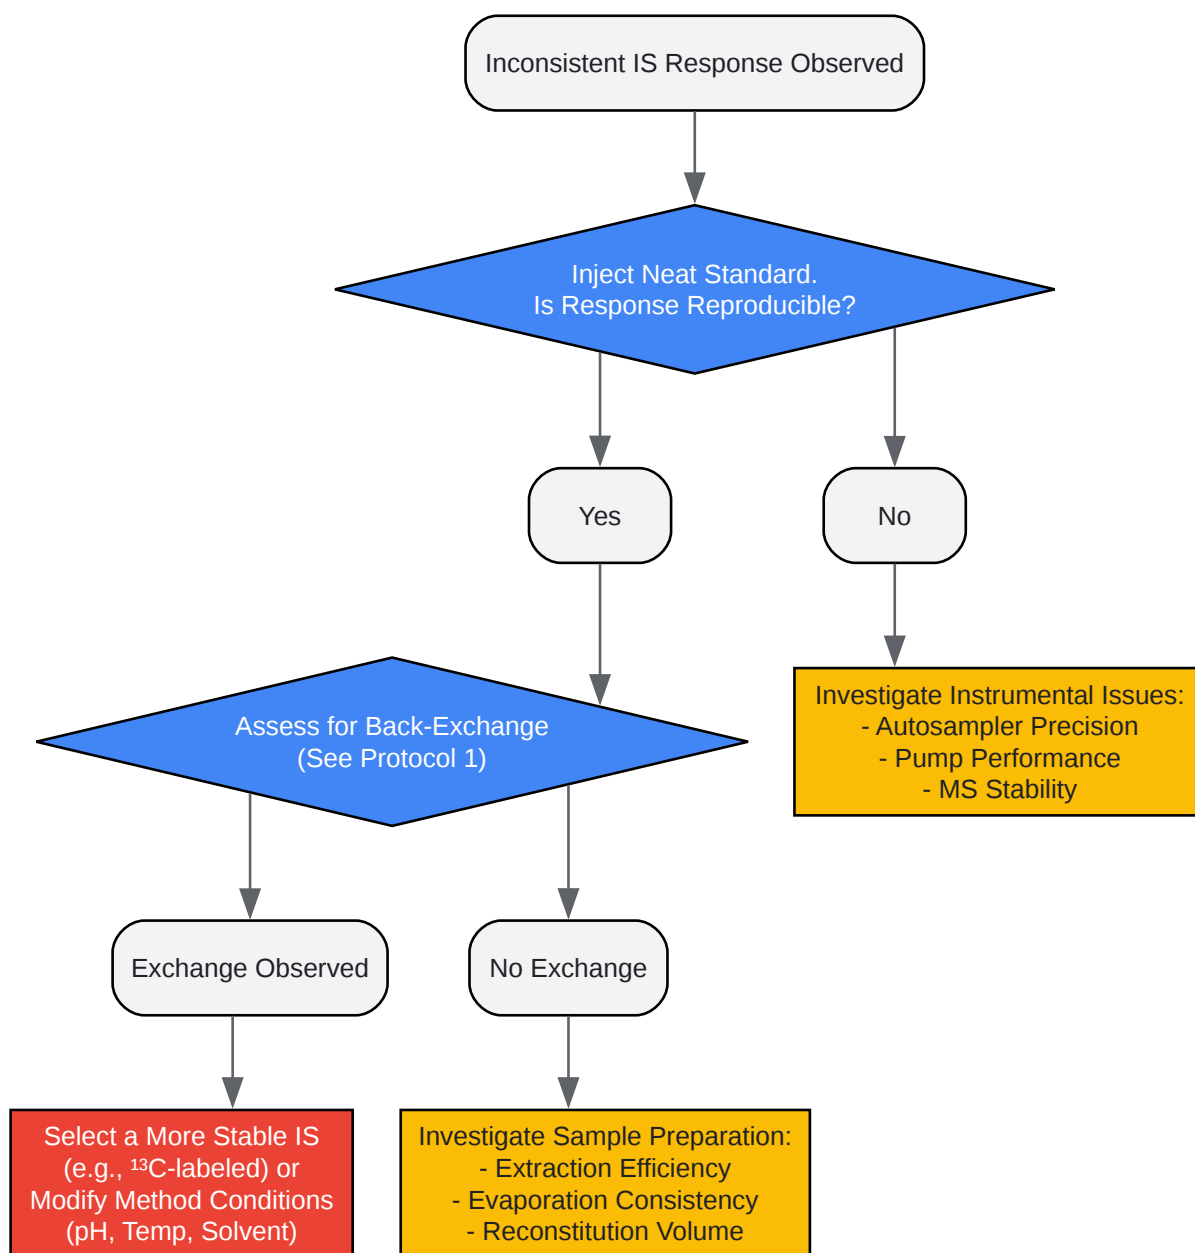 Inconsistent IS Response Observed
Inject Neat Standard.
Is Response Reproducible?
Yes
No
Assess for Back-Exchange
(See Protocol 1)
Investigate Instrumental Issues:
- Autosampler Precision
- Pump Performance
- MS Stability
Exchange Observed
No Exchange
Select a More Stable IS
(e.g., ¹³C-labeled) or
Modify Method Conditions
(pH, Temp, Solvent)
Investigate Sample Preparation:
- Extraction Efficiency
- Evaporation Consistency
- Reconstitution Volume